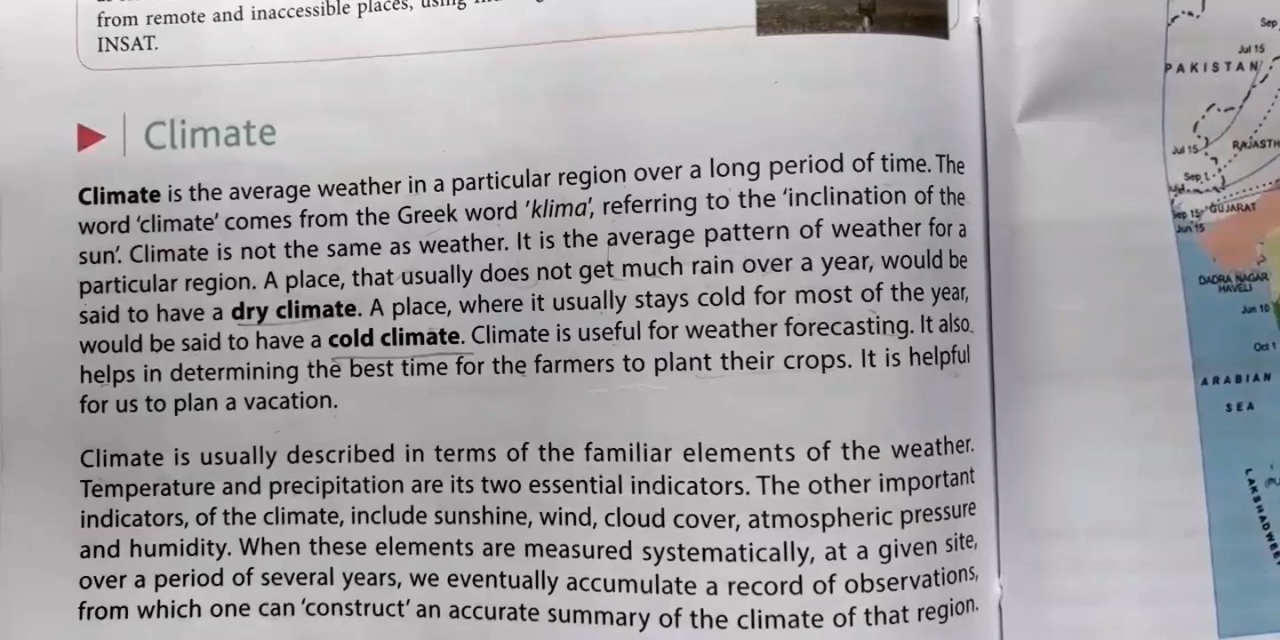 from remote and inaccessible places, using
INSAT.
Climate
Climate is the average weather in a particular region over a long period of time. The
word ‘climate’ comes from the Greek word ‘klima’, referring to the ‘inclination of the
sun’. Climate is not the same as weather. It is the average pattern of weather for a
particular region. A place, that usually does not get much rain over a year, would be
said to have a dry climate. A place, where it usually stays cold for most of the year,
would be said to have a cold climate. Climate is useful for weather forecasting. It also
helps in determining the best time for the farmers to plant their crops. It is helpful
for us to plan a vacation.
Climate is usually described in terms of the familiar elements of the weather.
Temperature and precipitation are its two essential indicators. The other important
indicators, of the climate, include sunshine, wind, cloud cover, atmospheric pressure
and humidity. When these elements are measured systematically, at a given site,
over a period of several years, we eventually accumulate a record of observations,
from which one can ‘construct’ an accurate summary of the climate of that region.
Sep
Jul 15
PAKISTAN
Jul 15
RAJASTH
Sep 1
Sep 15
GUJARAT
Jun 15
DADRA NAGAR
HAVELI
Jun 10
Oct 1
ARABIAN
SEA
LAKSHADWEE